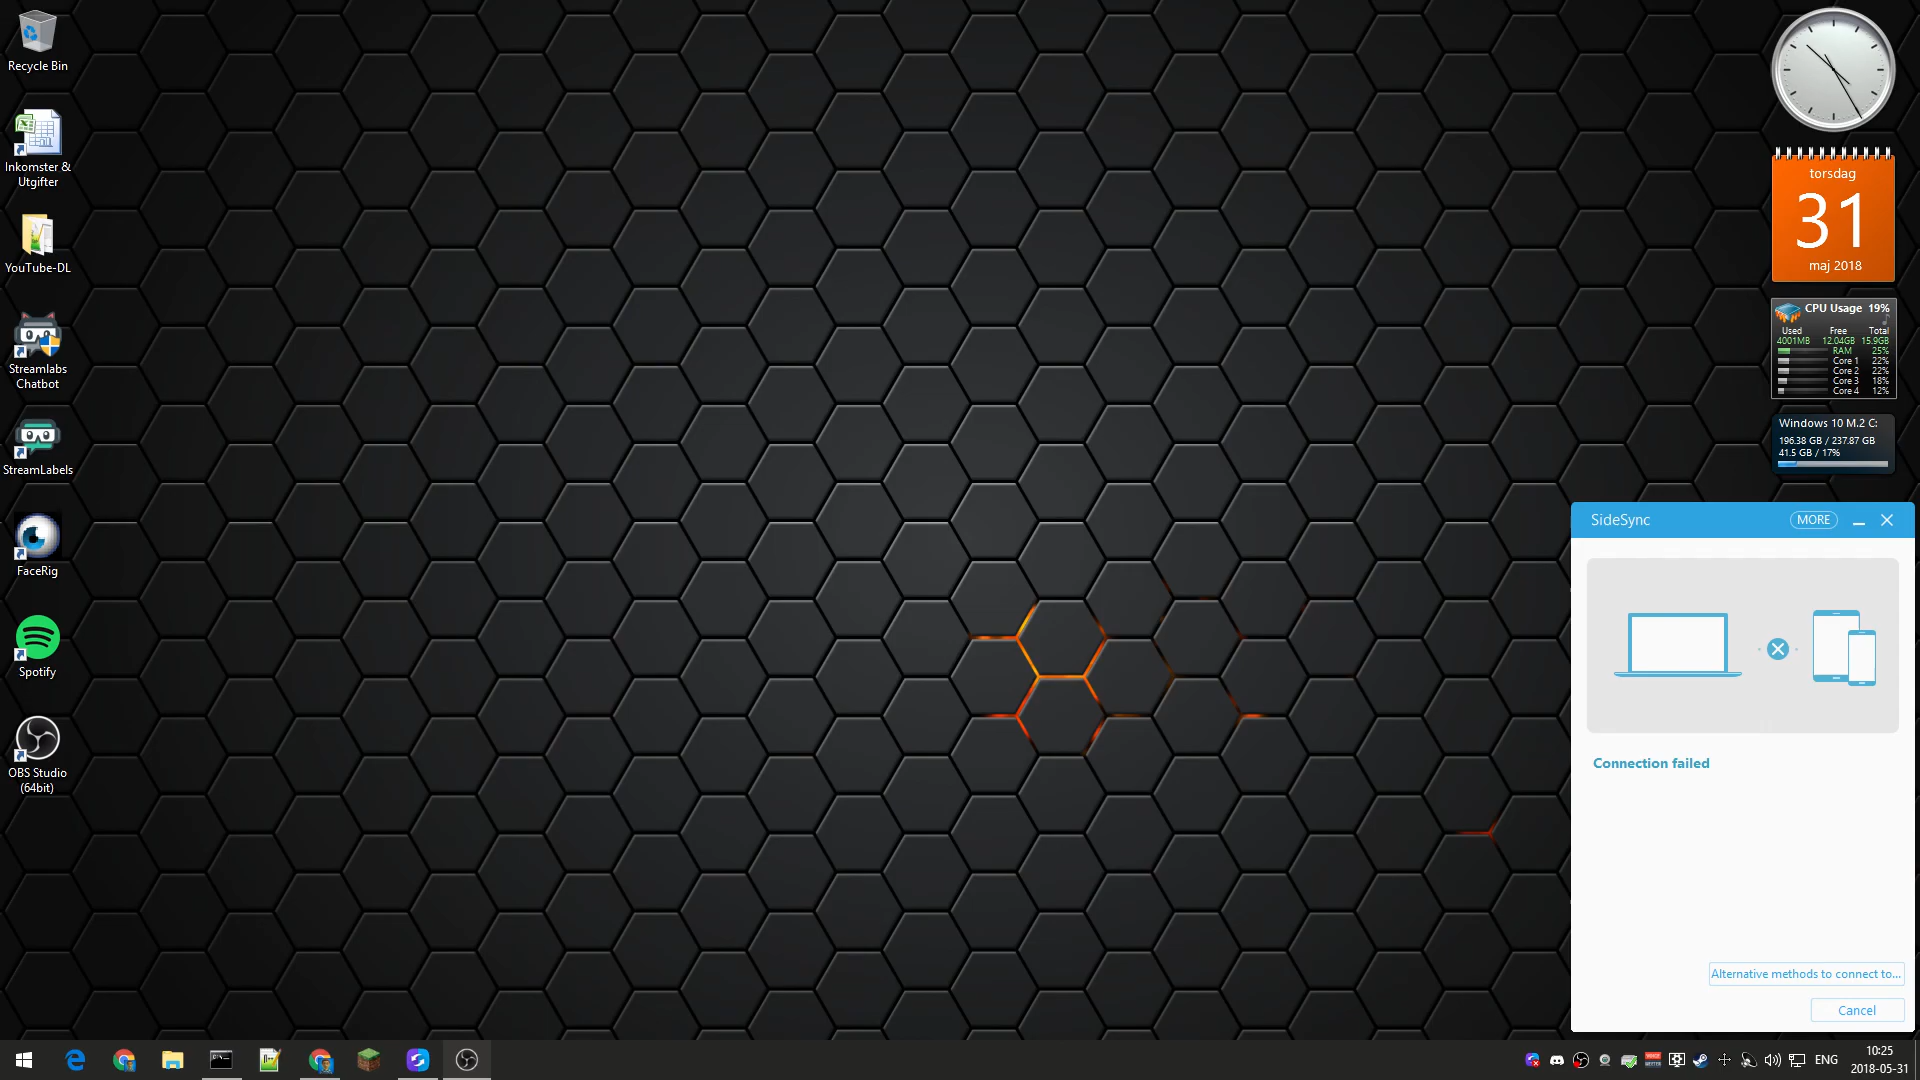 Recycle Bin
Inkomster &
Utgifter
YouTube-DL
Streamlabs
Chatbot
StreamLabels
FaceRig
Spotify
OBS Studio
(64bit)
torsdag
31
maj 2018
CPU Usage 19%
Used Free Total
4001MB 12.04GB 15.9GB
RAM 25%
Core 1 22%
Core 2 22%
Core 3 18%
Core 4 12%
Windows 10 M.2 C:
196.38 GB / 237.87 GB
41.5 GB / 17%
SideSync MORE
Connection failed
Alternative methods to connect to...
Cancel
ENG
10:25
2018-05-31